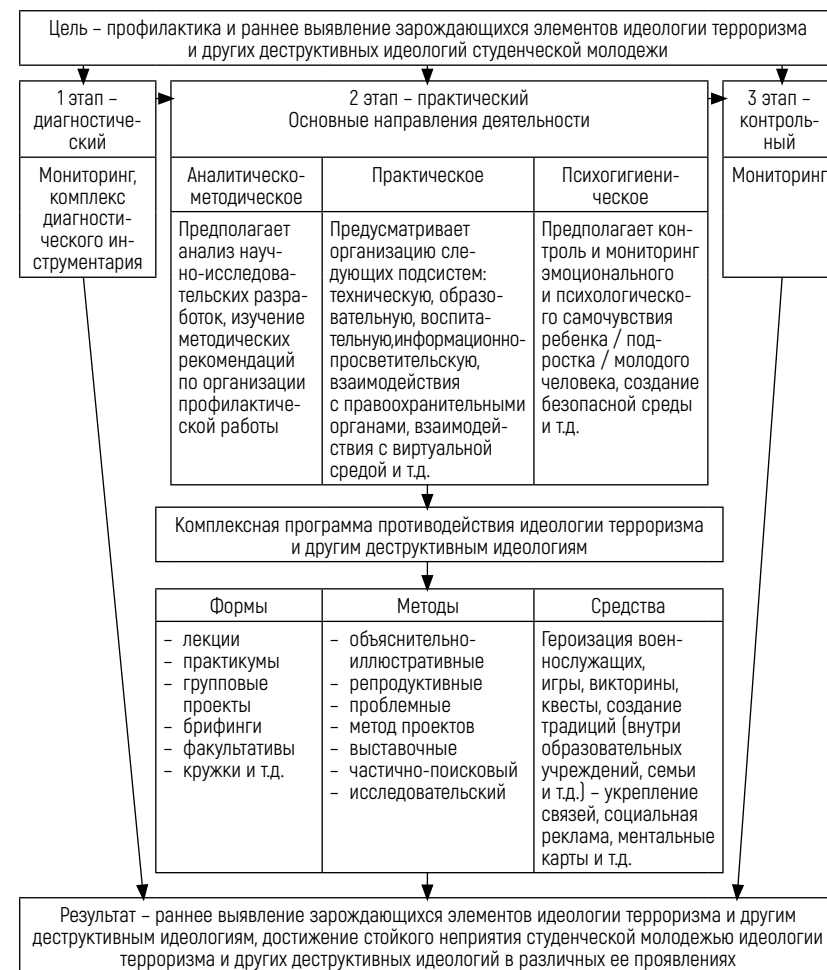 Цель – профилактика и раннее выявление зарождающихся элементов идеологии терроризма
и других деструктивных идеологий студенческой молодежи
1 этап –
диагностиче-
ский
2 этап – практический
Основные направления деятельности
3 этап –
контроль-
ный
Мониторинг,
комплекс
диагности-
ческого ин-
струментария
Аналитическо-
методическое
Предполагает
анализ науч-
но-исследова-
тельских разра-
боток, изучение
методических
рекомендаций
по организации
профилактиче-
ской работы
Практическое
Предусматривает
организацию сле-
дующих подсистем:
техническую, образо-
вательную, воспита-
тельную,информационно-
просветительскую,
взаимодействия
с правоохранительными
органами, взаимодей-
ствия с виртуальной
средой и т.д.
Психогигиени-
ческое
Предполагает кон-
троль и мониторинг
эмоционального
и психологическо-
го самочувствия
ребенка / под-
ростка / молодого
человека, создание
безопасной среды
и т.д.
Мониторинг
Комплексная программа противодействия идеологии терроризма
и другим деструктивным идеологиям
Формы
– лекции
– практикумы
– групповые
проекты
– брифинги
– факультативы
– кружки и т.д.
Методы
– объяснительно-
иллюстративные
– репродуктивные
– проблемные
– метод проектов
– выставочные
– частично-поисковый
– исследовательский
Средства
Героизация воен-
нослужащих,
игры, викторины,
квесты, создание
традиций (внутри
образовательных
учреждений, семьи
и т.д.) – укрепление
связей, социальная
реклама, ментальные
карты и т.д.
Результат – раннее выявление зарождающихся элементов идеологии терроризма и другим
деструктивным идеологиям, достижение стойкого неприятия студенческой молодежью идеологии
терроризма и других деструктивных идеологий в различных ее проявлениях